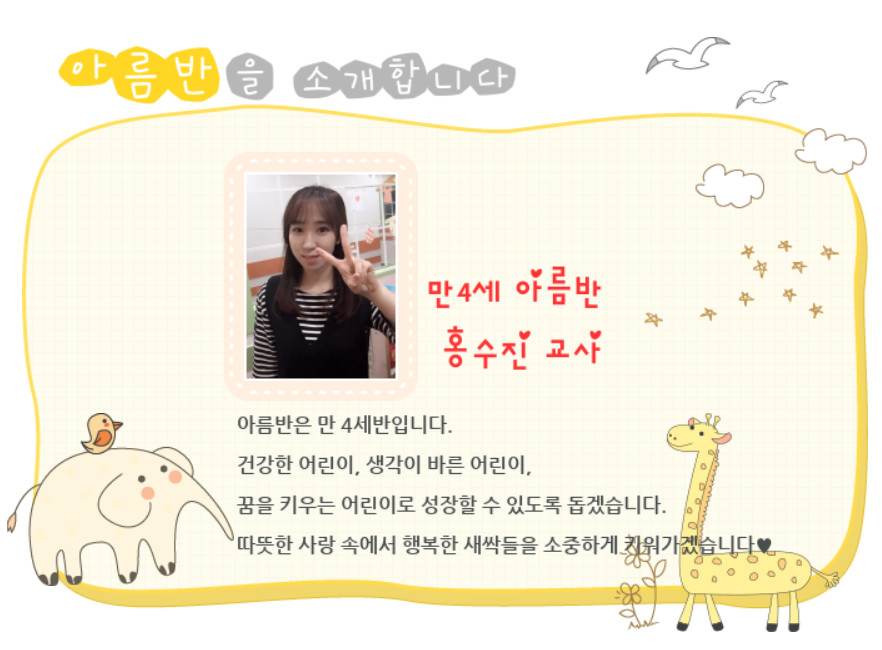 아름반을 소개합니다
만4세 아름반
홍수진 교사
아름반은 만 4세반입니다.
건강한 어린이, 생각이 바른 어린이,
꿈을 키우는 어린이로 성장할 수 있도록 돕겠습니다.
따뜻한 사랑 속에서 행복한 새싹들을 소중하게 키워가겠습니다♥